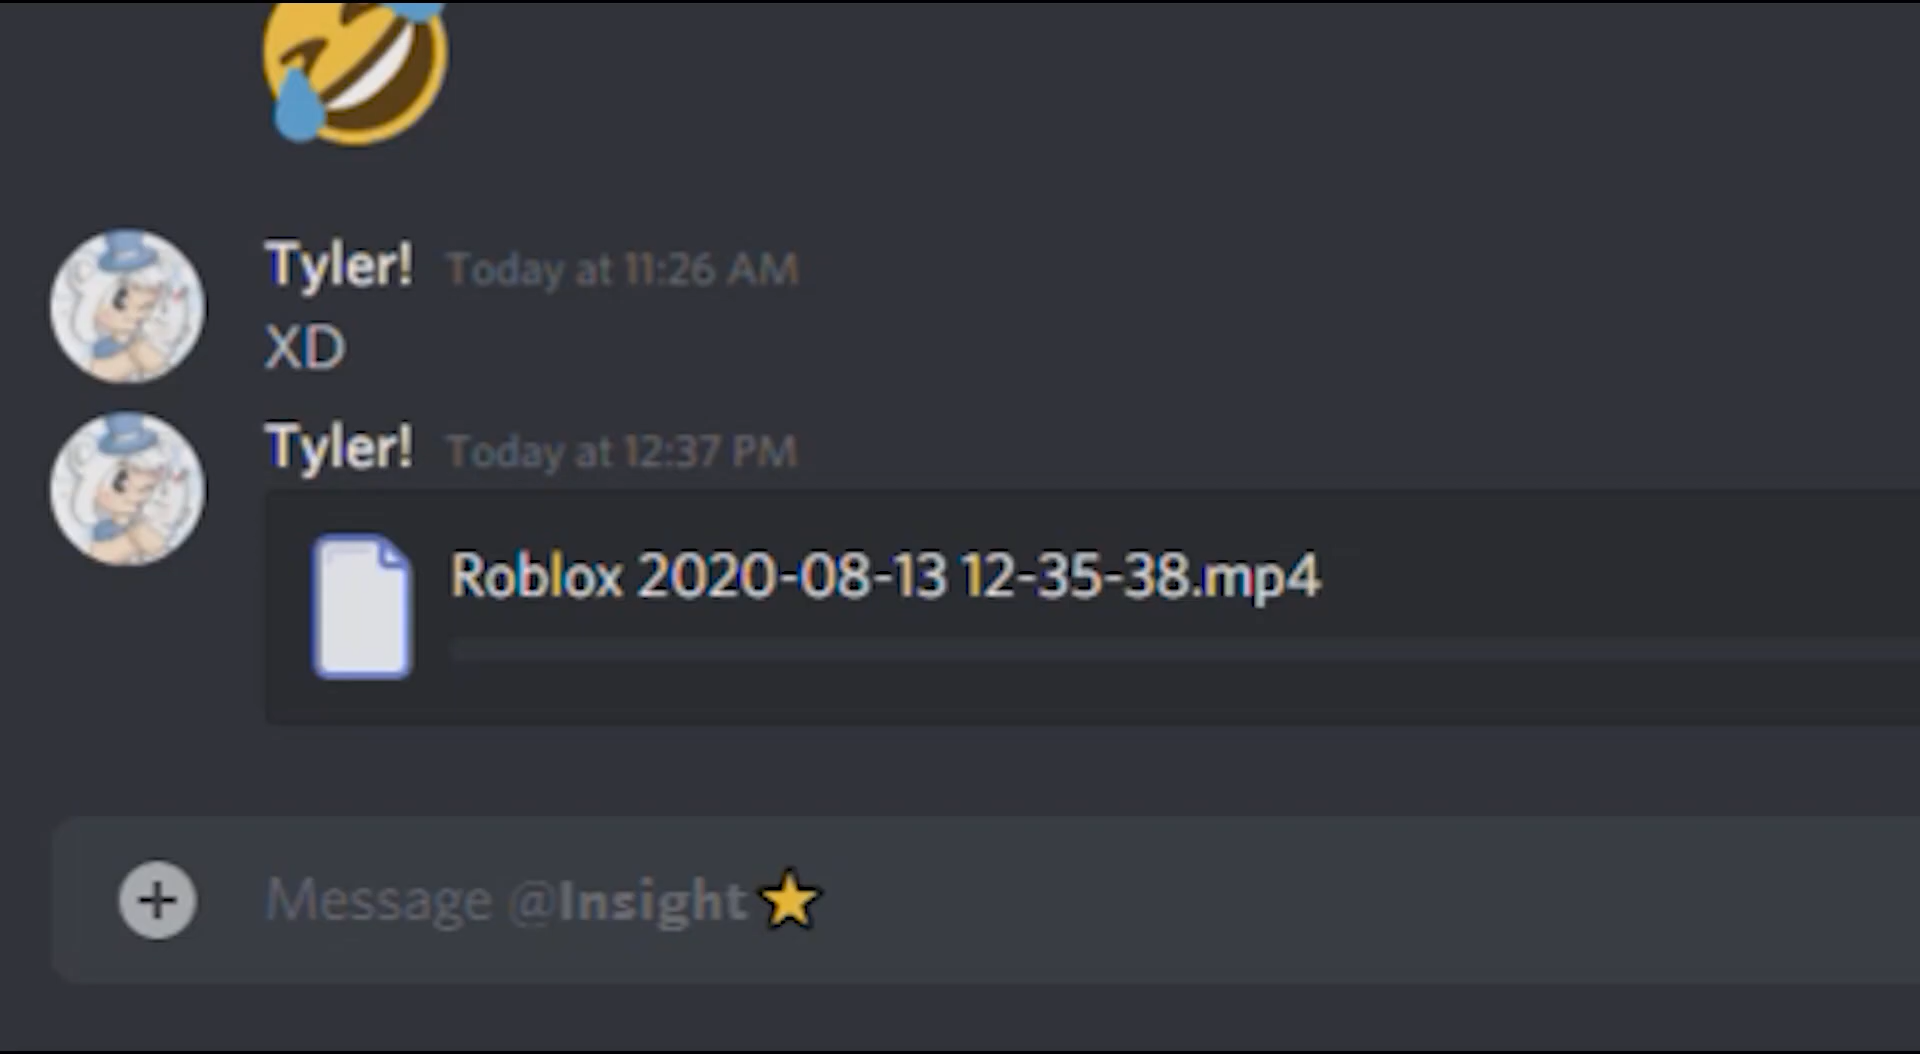 Tyler! Today at 11:26 AM
XD
Tyler! Today at 12:37 PM
Roblox 2020-08-13 12-35-38.mp4
Message @Insight⭐